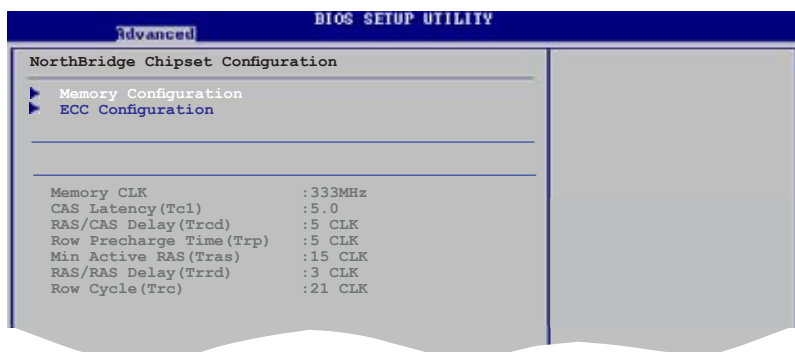 BIOS SETUP UTILITY
Advanced
NorthBridge Chipset Configuration
Memory Configuration
ECC Configuration
Memory CLK :333MHz
CAS Latency(Tcl) :5.0
RAS/CAS Delay(Trcd) :5 CLK
Row Precharge Time(Trp) :5 CLK
Min Active RAS(Tras) :15 CLK
RAS/RAS Delay(Trrd) :3 CLK
Row Cycle(Trc) :21 CLK